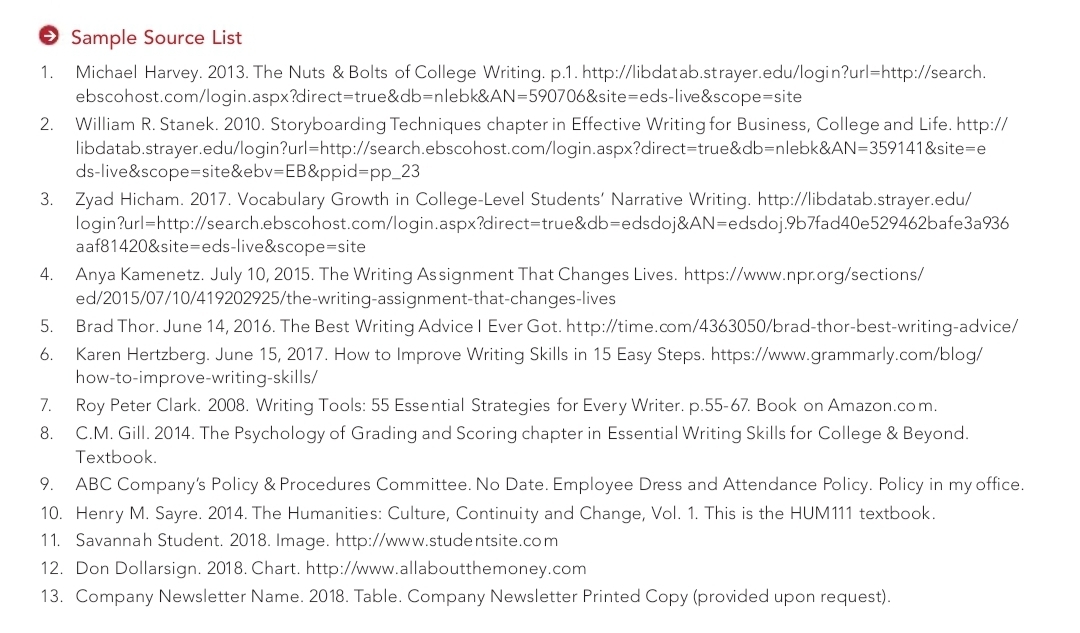 Sample Source List
1. Michael Harvey. 2013. The Nuts & Bolts of College Writing. p.1. http://libdatab.strayer.edu/login?url=http://search.
ebscohost.com/login.aspx?direct=true&db=nlebk&AN=590706&site=eds-live&scope=site
2. William R. Stanek. 2010. Storyboarding Techniques chapter in Effective Writing for Business, College and Life. http://
libdatab.strayer.edu/login?url=http://search.ebscohost.com/login.aspx?direct=true&db=nlebk&AN=359141&site=e
ds-live&scope=site&ebv=EB&ppid=pp_23
3. Zyad Hicham. 2017. Vocabulary Growth in College-Level Students’ Narrative Writing. http://libdatab.strayer.edu/
login?url=http://search.ebscohost.com/login.aspx?direct=true&db=edsdoj&AN=edsdoj.9b7fad40e529462bafe3a936
aaf81420&site=eds-live&scope=site
4. Anya Kamenetz. July 10, 2015. The Writing Assignment That Changes Lives. https://www.npr.org/sections/
ed/2015/07/10/419202925/the-writing-assignment-that-changes-lives
5. Brad Thor. June 14, 2016. The Best Writing Advice I Ever Got. http://time.com/4363050/brad-thor-best-writing-advice/
6. Karen Hertzberg. June 15, 2017. How to Improve Writing Skills in 15 Easy Steps. https://www.grammarly.com/blog/
how-to-improve-writing-skills/
7. Roy Peter Clark. 2008. Writing Tools: 55 Essential Strategies for Every Writer. p.55-67. Book on Amazon.com.
8. C.M. Gill. 2014. The Psychology of Grading and Scoring chapter in Essential Writing Skills for College & Beyond.
Textbook.
9. ABC Company’s Policy & Procedures Committee. No Date. Employee Dress and Attendance Policy. Policy in my office.
10. Henry M. Sayre. 2014. The Humanities: Culture, Continuity and Change, Vol. 1. This is the HUM111 textbook.
11. Savannah Student. 2018. Image. http://www.studentsite.com
12. Don Dollarsign. 2018. Chart. http://www.allaboutthemoney.com
13. Company Newsletter Name. 2018. Table. Company Newsletter Printed Copy (provided upon request).